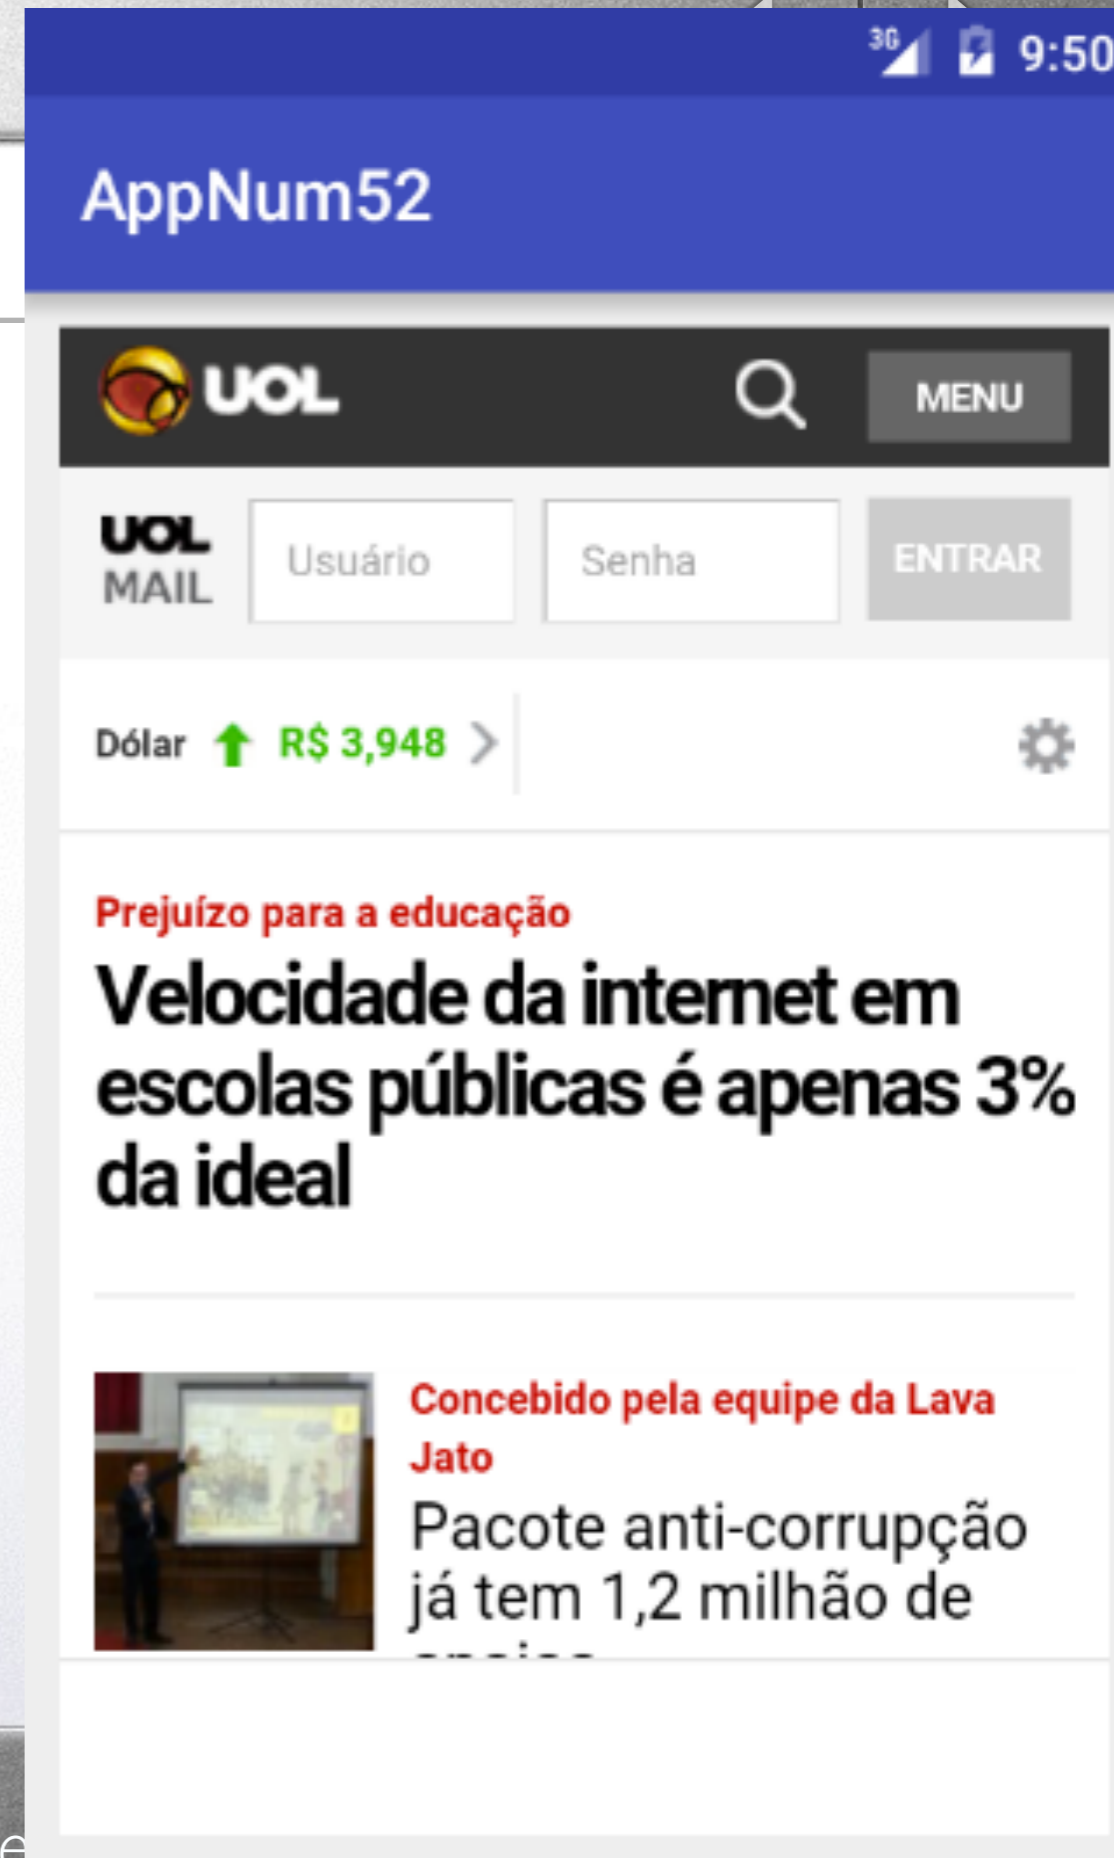 3G 9:50
AppNum52
UOL MENU
UOL
MAIL Usuário Senha ENTRAR
Dólar R$ 3,948
Prejuízo para a educação
Velocidade da internet em
escolas públicas é apenas 3%
da ideal
Concebido pela equipe da Lava
Jato
Pacote anti-corrupção
já tem 1,2 milhão de